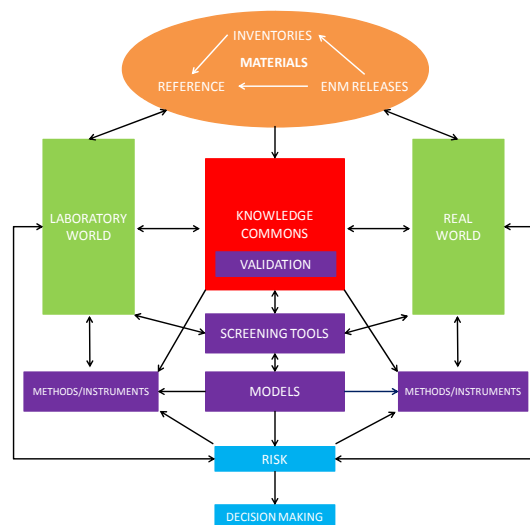 INVENTORIES
MATERIALS
REFERENCE
ENM RELEASES
LABORATORY
WORLD
KNOWLEDGE
COMMONS
REAL
WORLD
VALIDATION
SCREENING TOOLS
METHODS/INSTRUMENTS
MODELS
METHODS/INSTRUMENTS
RISK
DECISION MAKING